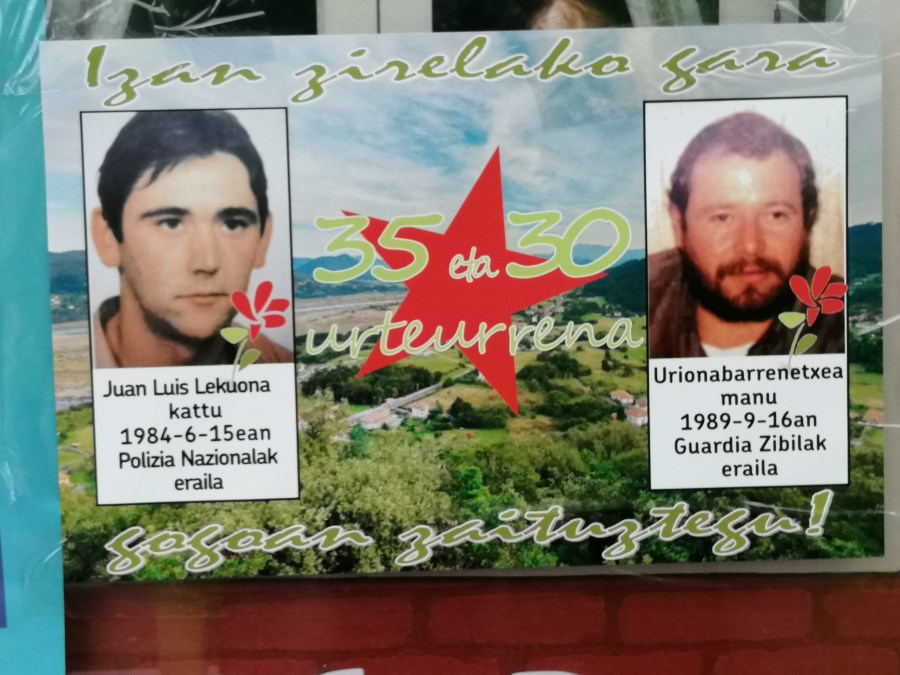 Izan zirelako gara
35 eta 30
urteurrena
Juan Luis Lekuona
kattu
1984-6-15ean
Polizia Nazionalak
eraila
Urionabarrenetxea
manu
1989-9-16an
Guardia Zibilak
eraila
gogoan zaituztegu!